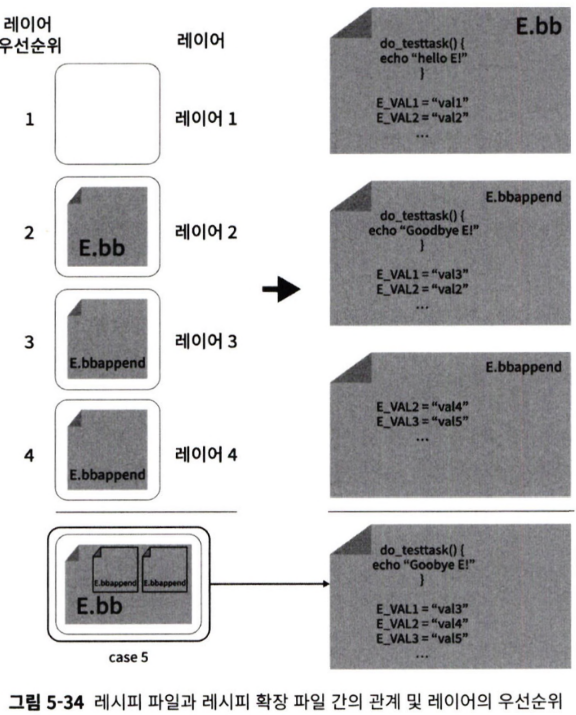 레이어
우선순위
레이어
1
레이어 1
2
E.bb
레이어 2
3
E.bbappend
레이어 3
4
E.bbappend
레이어 4
E.bbappend
E.bbappend
E.bb
case 5
E.bb
do_testtask() {
echo “hello E!”
}
E_VAL1 = “val1”
E_VAL2 = “val2”
...
E.bbappend
do_testtask() {
echo “Goodbye E!”
}
E_VAL1 = “val3”
E_VAL2 = “val2”
...
E.bbappend
E_VAL2 = “val4”
E_VAL3 = “val5”
...
do_testtask() {
echo “Goobye E!”
}
E_VAL1 = “val3”
E_VAL2 = “val4”
E_VAL3 = “val5”
...
그림 5-34 레시피 파일과 레시피 확장 파일 간의 관계 및 레이어의 우선순위